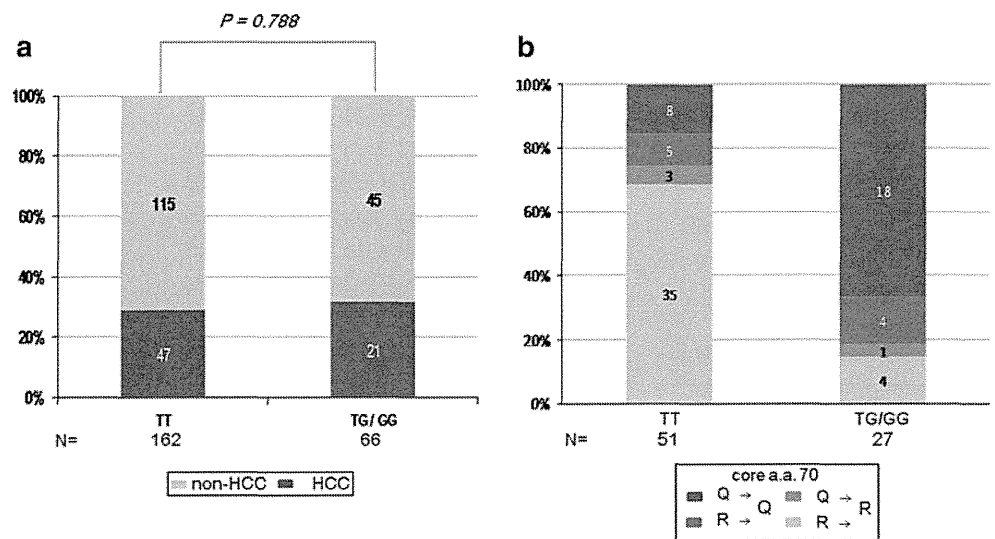 P = 0.788
a
100%
80%
60%
40%
20%
0%
115
47
45
21
TT
TG/GG
N=
162
66
non-HCC
HCC
b
100%
80%
60%
40%
20%
0%
8
5
3
35
18
4
1
4
TT
TG/GG
N=
51
27
core a.a. 70
Q → Q
R →
Q → R
R →